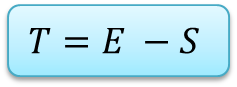 T = E − S